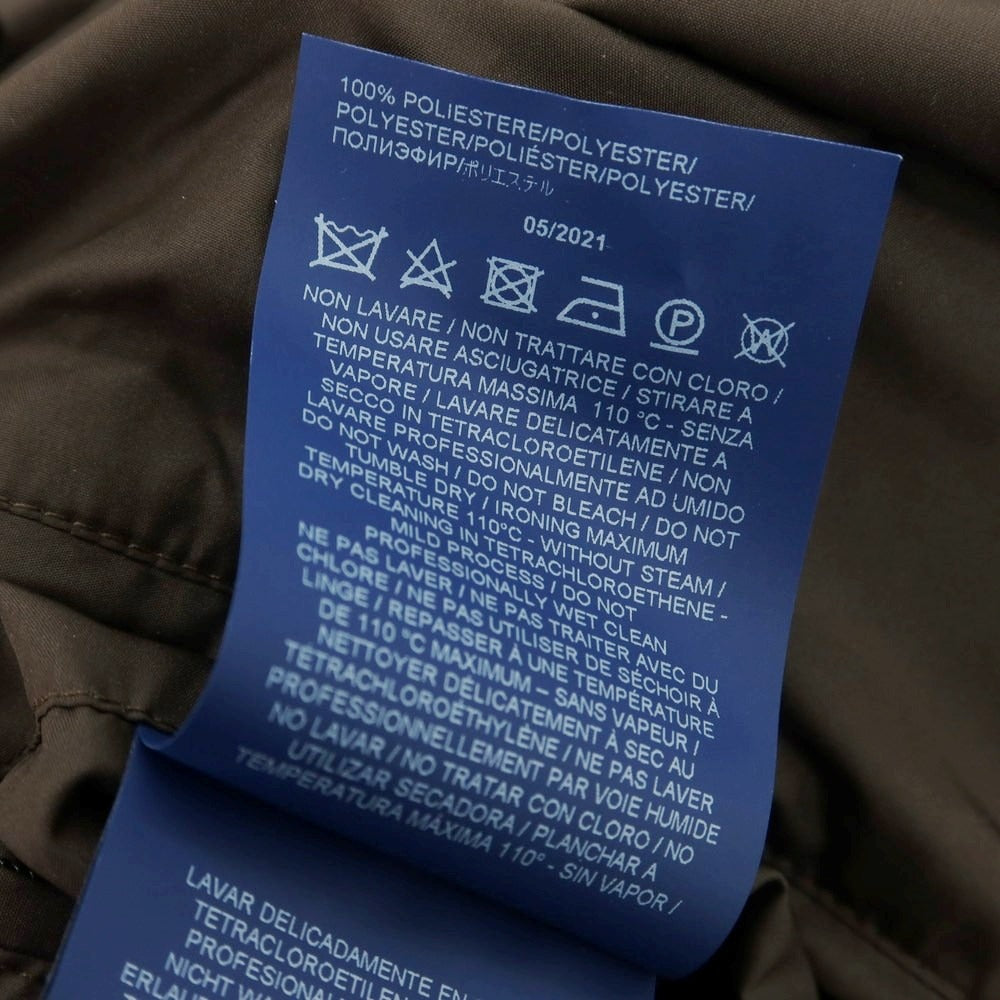 100% POLIESTERE/POLYESTER/
POLYESTER/POLIÉSTER/POLYESTER/
ПОЛИЭФИР/ポリエステル
05/2021
P
W
NON LAVARE / NON TRATTARE CON CLORO /
NON USARE ASCIUGATRICE / STIRARE A
TEMPERATURA MASSIMA 110 °C - SENZA
VAPORE / LAVARE DELICATAMENTE A
SECCO IN TETRACLOROETILENE / NON
LAVARE PROFESSIONALMENTE AD UMIDO
DO NOT WASH / DO NOT BLEACH / DO NOT
TUMBLE DRY / IRONING MAXIMUM
TEMPERATURE 110°C - WITHOUT STEAM /
DRY CLEANING IN TETRACHLOROETHENE -
MILD PROCESS / DO NOT
PROFESSIONALLY WET CLEAN
NE PAS LAVER / NE PAS TRAITER AVEC DU
CHLORE / NE PAS UTILISER DE SÉCHOIR À
LINGE / REPASSER À UNE TEMPÉRATURE
DE 110 °C MAXIMUM – SANS VAPEUR /
NETTOYER DÉLICATEMENT À SEC AU
TÉTRACHLOROÉTHYLÈNE / NE PAS LAVER
PROFESSIONNELLEMENT PAR VOIE HUMIDE
NO LAVAR / NO TRATAR CON CLORO / NO
UTILIZAR SECADORA / PLANCHAR A
TEMPERATURA MÁXIMA 110° - SIN VAPOR /
LAVAR DELICADAMENTE EN
TETRACLOROETILEN
PROFESIONAL
NICHT WA
ERLAU